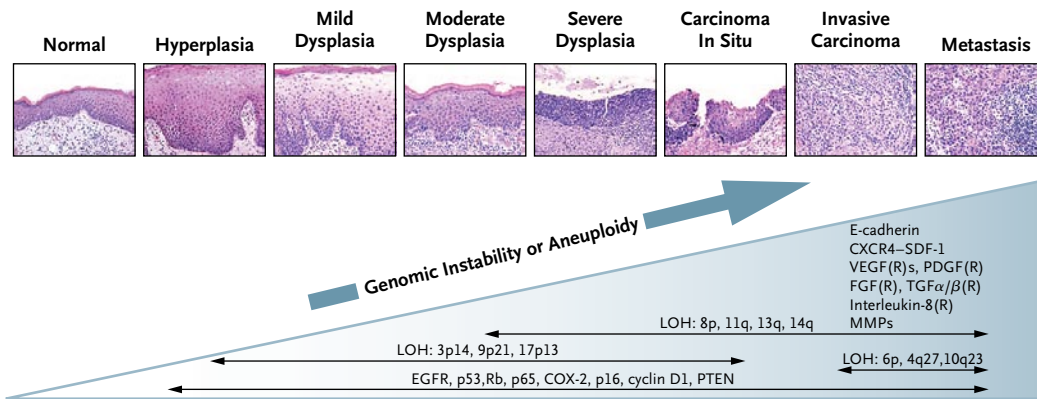 Normal
Hyperplasia
Mild
Dysplasia
Moderate
Dysplasia
Severe
Dysplasia
Carcinoma
In Situ
Invasive
Carcinoma
Metastasis
Genomic Instability or Aneuploidy
E-cadherin
CXCR4–SDF-1
VEGF(R)s, PDGF(R)
FGF(R), TGFα/β(R)
Interleukin-8(R)
MMPs
LOH: 8p, 11q, 13q, 14q
LOH: 3p14, 9p21, 17p13
LOH: 6p, 4q27,10q23
EGFR, p53,Rb, p65, COX-2, p16, cyclin D1, PTEN